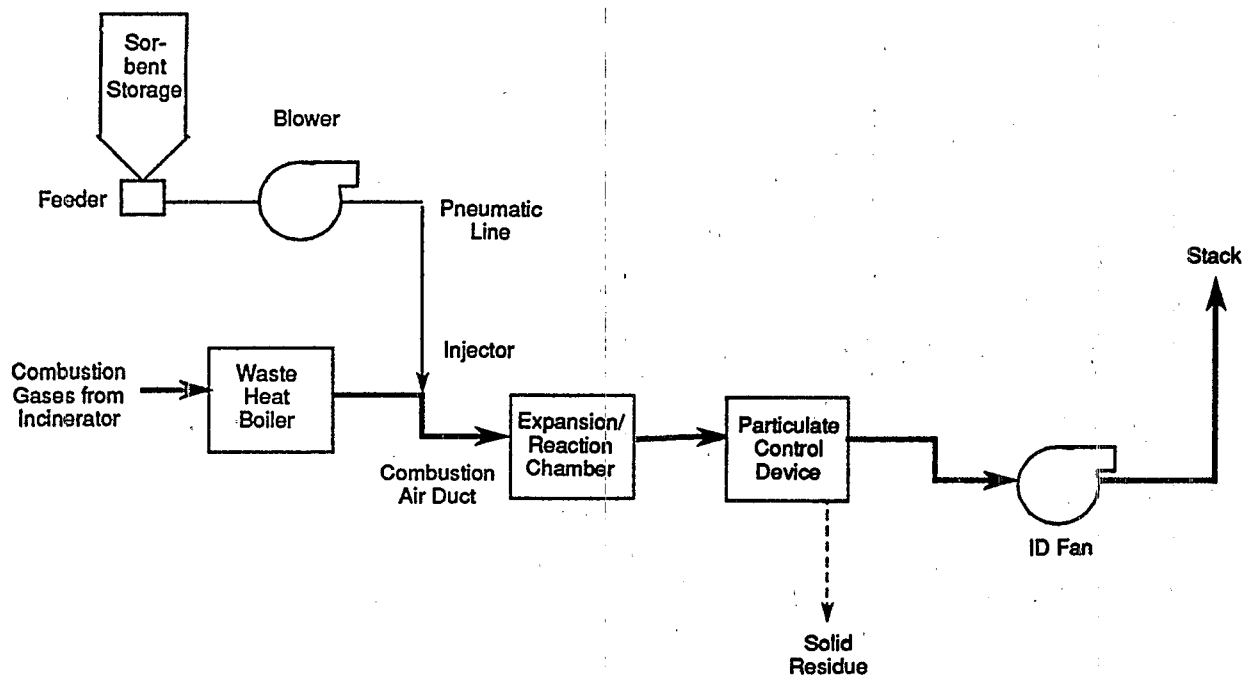 Sor-
bent
Storage
Blower
Feeder
Pneumatic
Line
Stack
Injector
Combustion
Gases from
Incinerator
Waste
Heat
Boiler
Combustion
Air Duct
Expansion/
Reaction
Chamber
Particulate
Control
Device
ID Fan
Solid
Residue